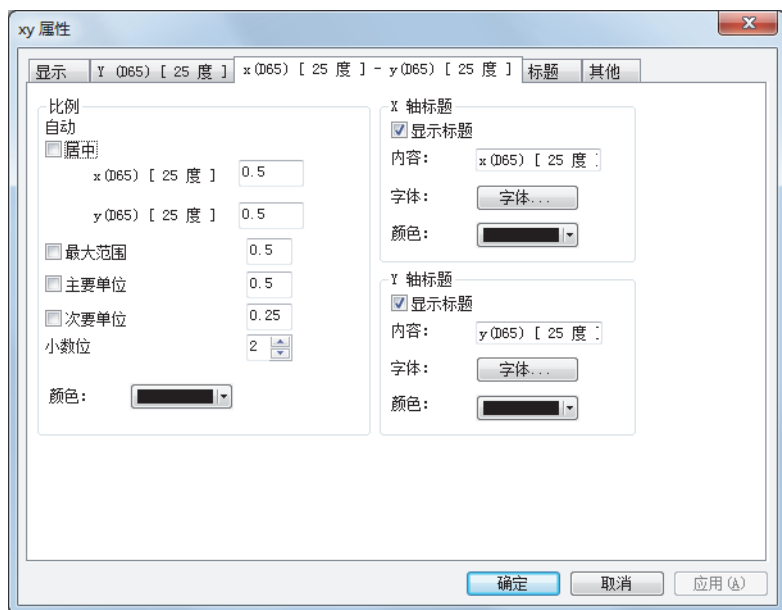 xy 属性
显示 Y (D65) [ 25 度 ] x(D65) [ 25 度 ] - y(D65) [ 25 度 ] 标题 其他
比例
自动
居中
x(D65) [ 25 度 ] 0.5
y(D65) [ 25 度 ] 0.5
最大范围 0.5
主要单位 0.5
次要单位 0.25
小数位 2
颜色:
X 轴标题
显示标题
内容: x(D65) [ 25 度 ]
字体: 字体...
颜色:
Y 轴标题
显示标题
内容: y(D65) [ 25 度 ]
字体: 字体...
颜色:
确定 取消 应用(A)